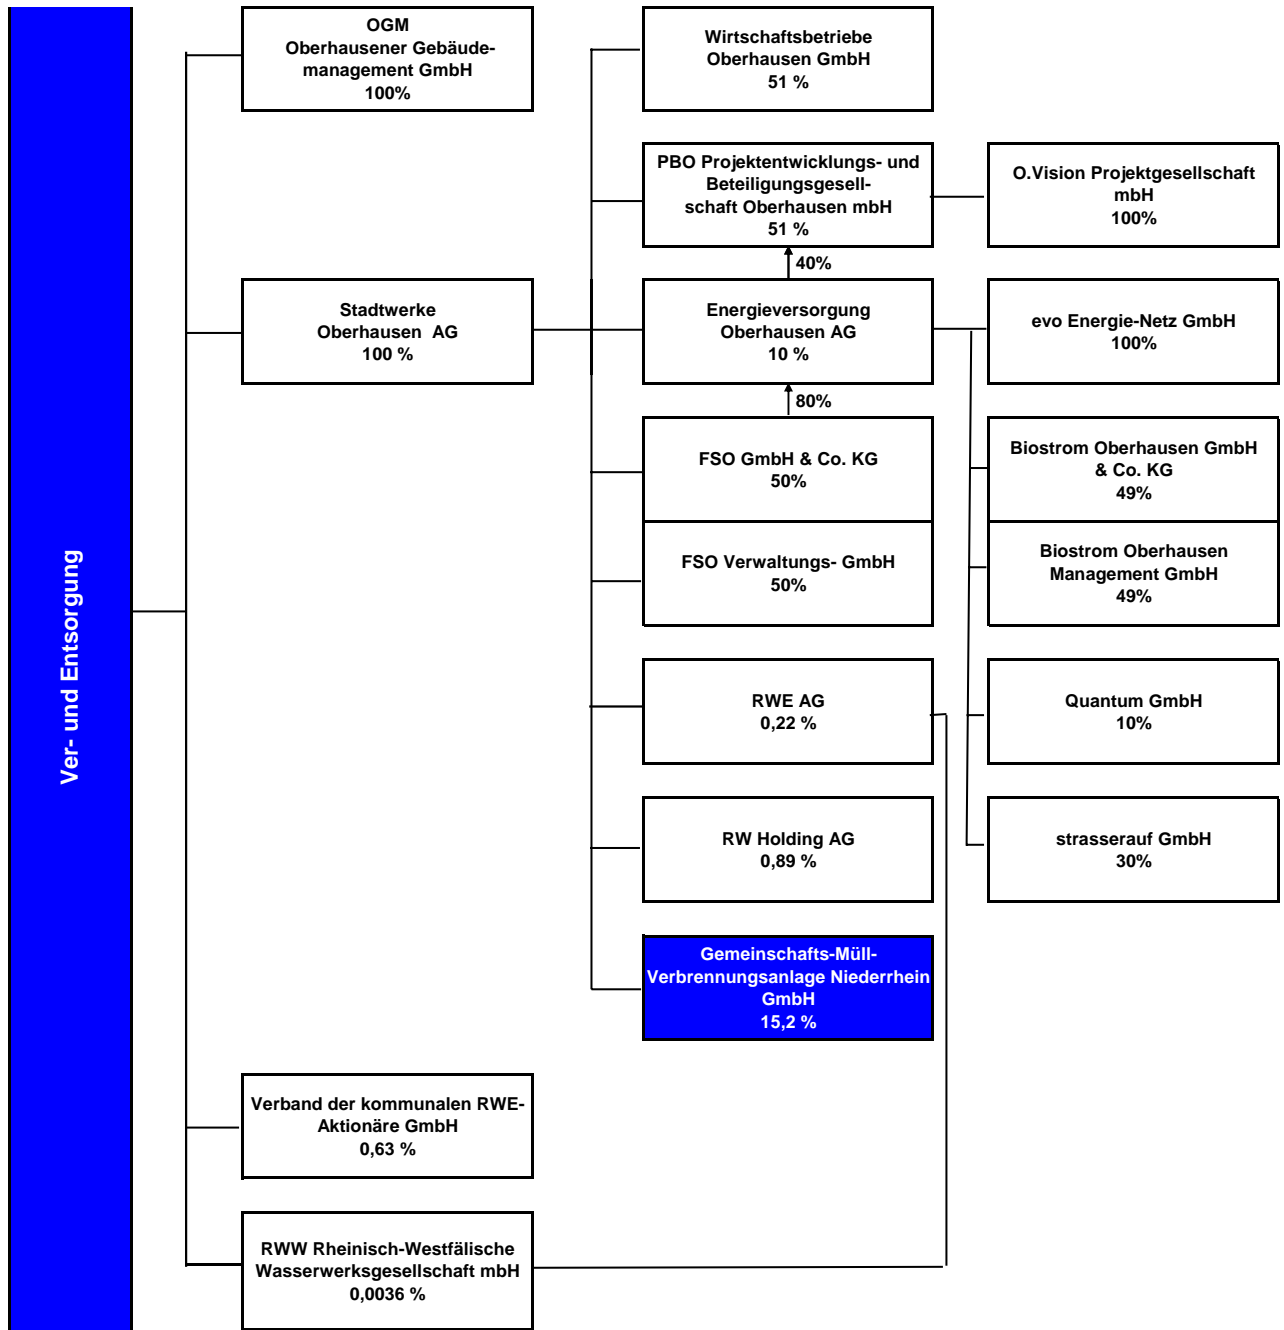 Ver- und Entsorgung
OGM
Oberhausener Gebäude-
management GmbH
100%
Stadtwerke
Oberhausen AG
100 %
Verband der kommunalen RWE-
Aktionäre GmbH
0,63 %
RWW Rheinisch-Westfälische
Wasserwerksgesellschaft mbH
0,0036 %
Wirtschaftsbetriebe
Oberhausen GmbH
51 %
PBO Projektentwicklungs- und
Beteiligungsgesell-
schaft Oberhausen mbH
51 %
40%
Energieversorgung
Oberhausen AG
10 %
80%
FSO GmbH & Co. KG
50%
FSO Verwaltungs- GmbH
50%
RWE AG
0,22 %
RW Holding AG
0,89 %
Gemeinschafts-Müll-
Verbrennungsanlage Niederrhein
GmbH
15,2 %
O.Vision Projektgesellschaft
mbH
100%
evo Energie-Netz GmbH
100%
Biostrom Oberhausen GmbH
& Co. KG
49%
Biostrom Oberhausen
Management GmbH
49%
Quantum GmbH
10%
strasserauf GmbH
30%